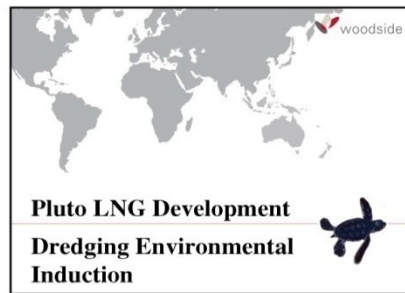 woodside
Pluto LNG Development
Dredging Environmental
Induction